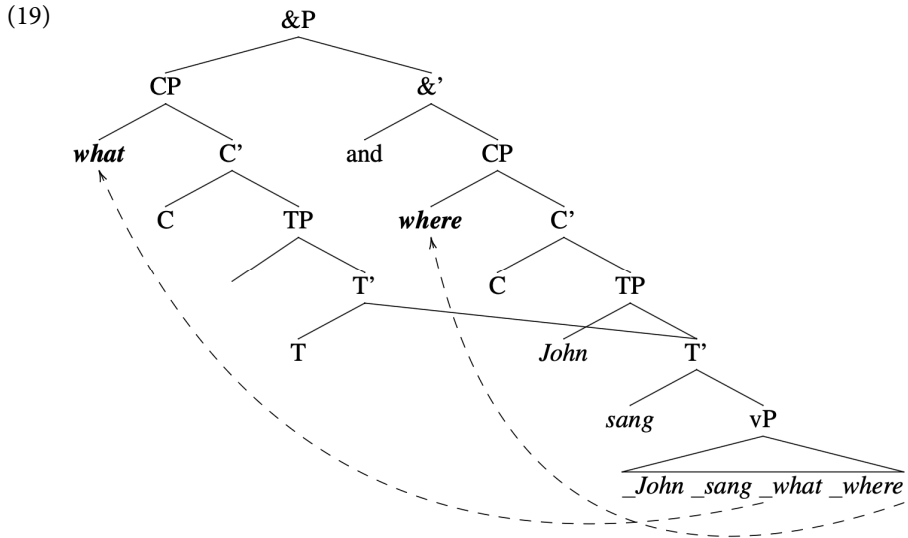 (19)
&P
CP &’
what C’ and CP
C TP where C’
T’ C TP
T John T’
sang vP
_John _sang _what _where